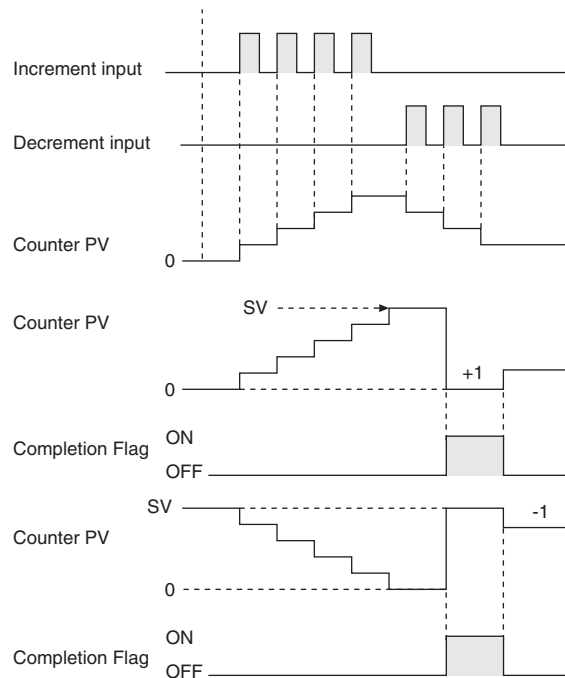 Increment input
Decrement input
Counter PV
0
SV
Counter PV
+1
0
ON
Completion Flag
OFF
SV
-1
Counter PV
0
ON
Completion Flag
OFF